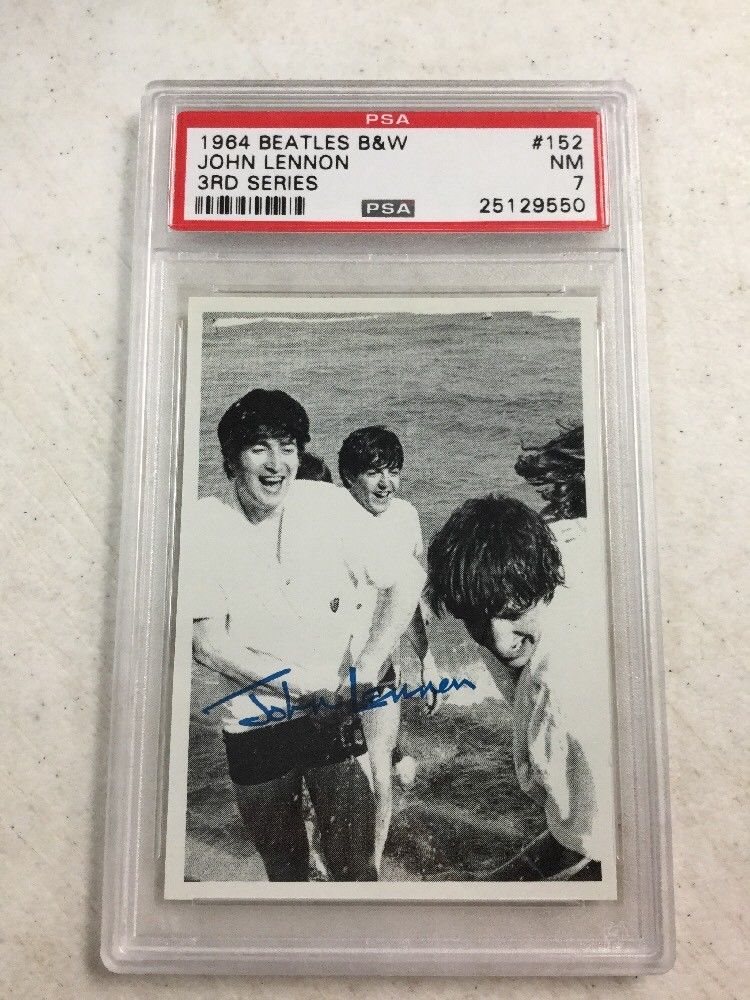 PSA
1964 BEATLES B&W #152
JOHN LENNON NM
3RD SERIES 7
PSA 25129550
John Lennon